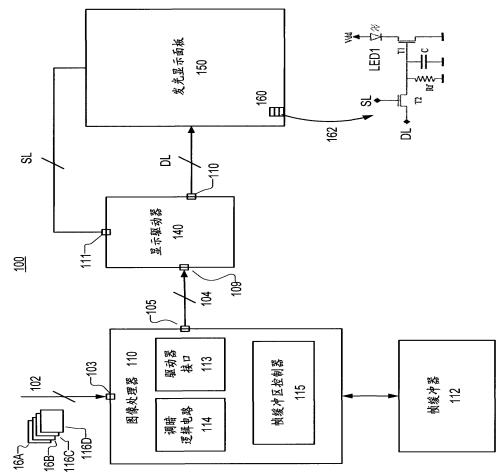 100
16A
16B
116C
116D
102
103
图像处理器
110
调暗
逻辑电路
114
驱动器
接口
113
帧缓冲区控制器
115
帧缓冲器
112
105
104
109
111
显示驱动器
140
110
SL
DL
发光显示面板
150
160
162
Vdd
LED1
T1
C
Rf
SL
T2
DL